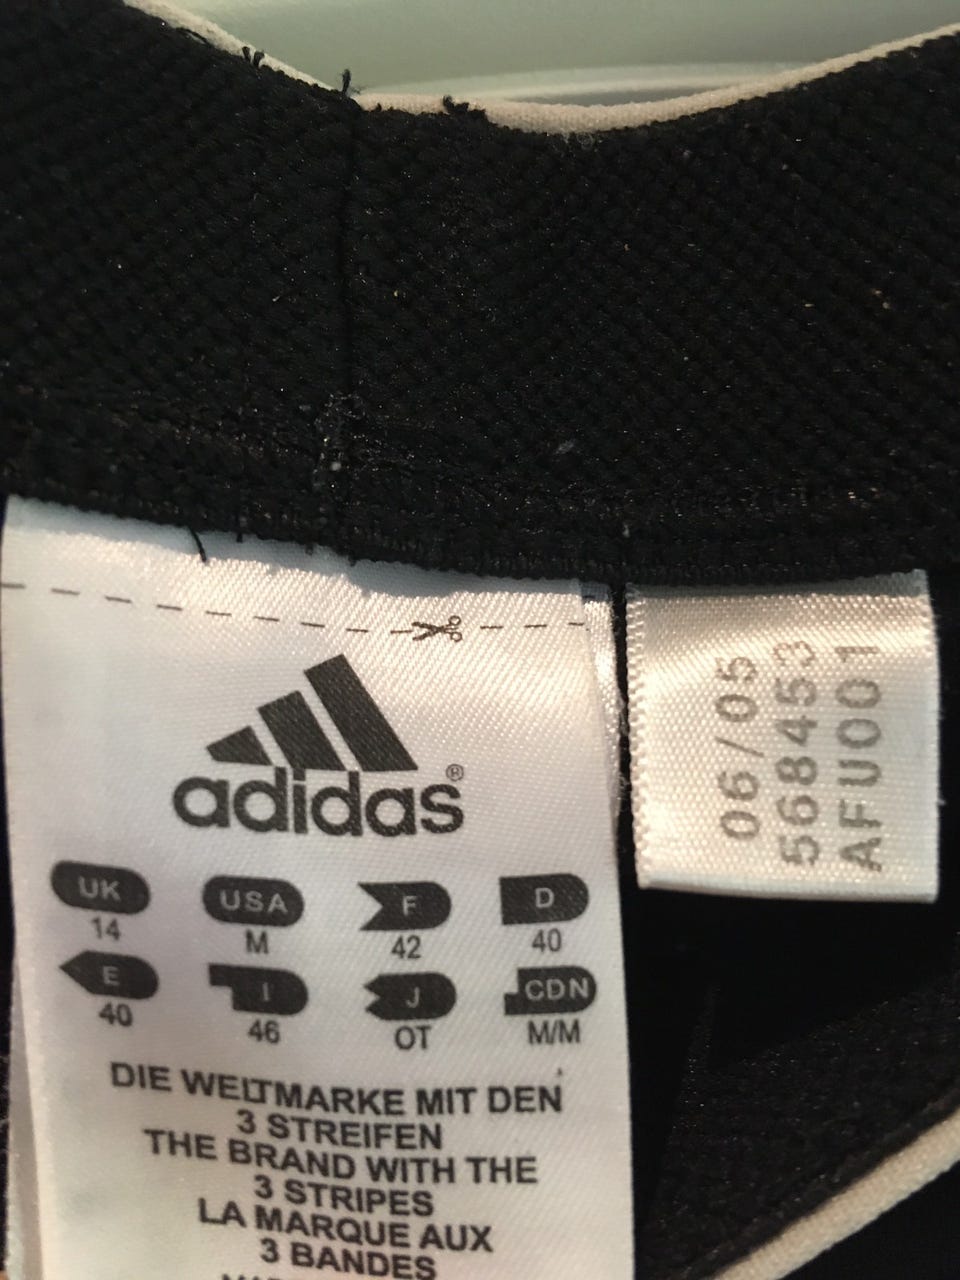 adidas®
UK USA F D
14 M 42 40
E I J CDN
40 46 OT M/M
DIE WELTMARKE MIT DEN
3 STREIFEN
THE BRAND WITH THE
3 STRIPES
LA MARQUE AUX
3 BANDES
06/05
568453
AFU001